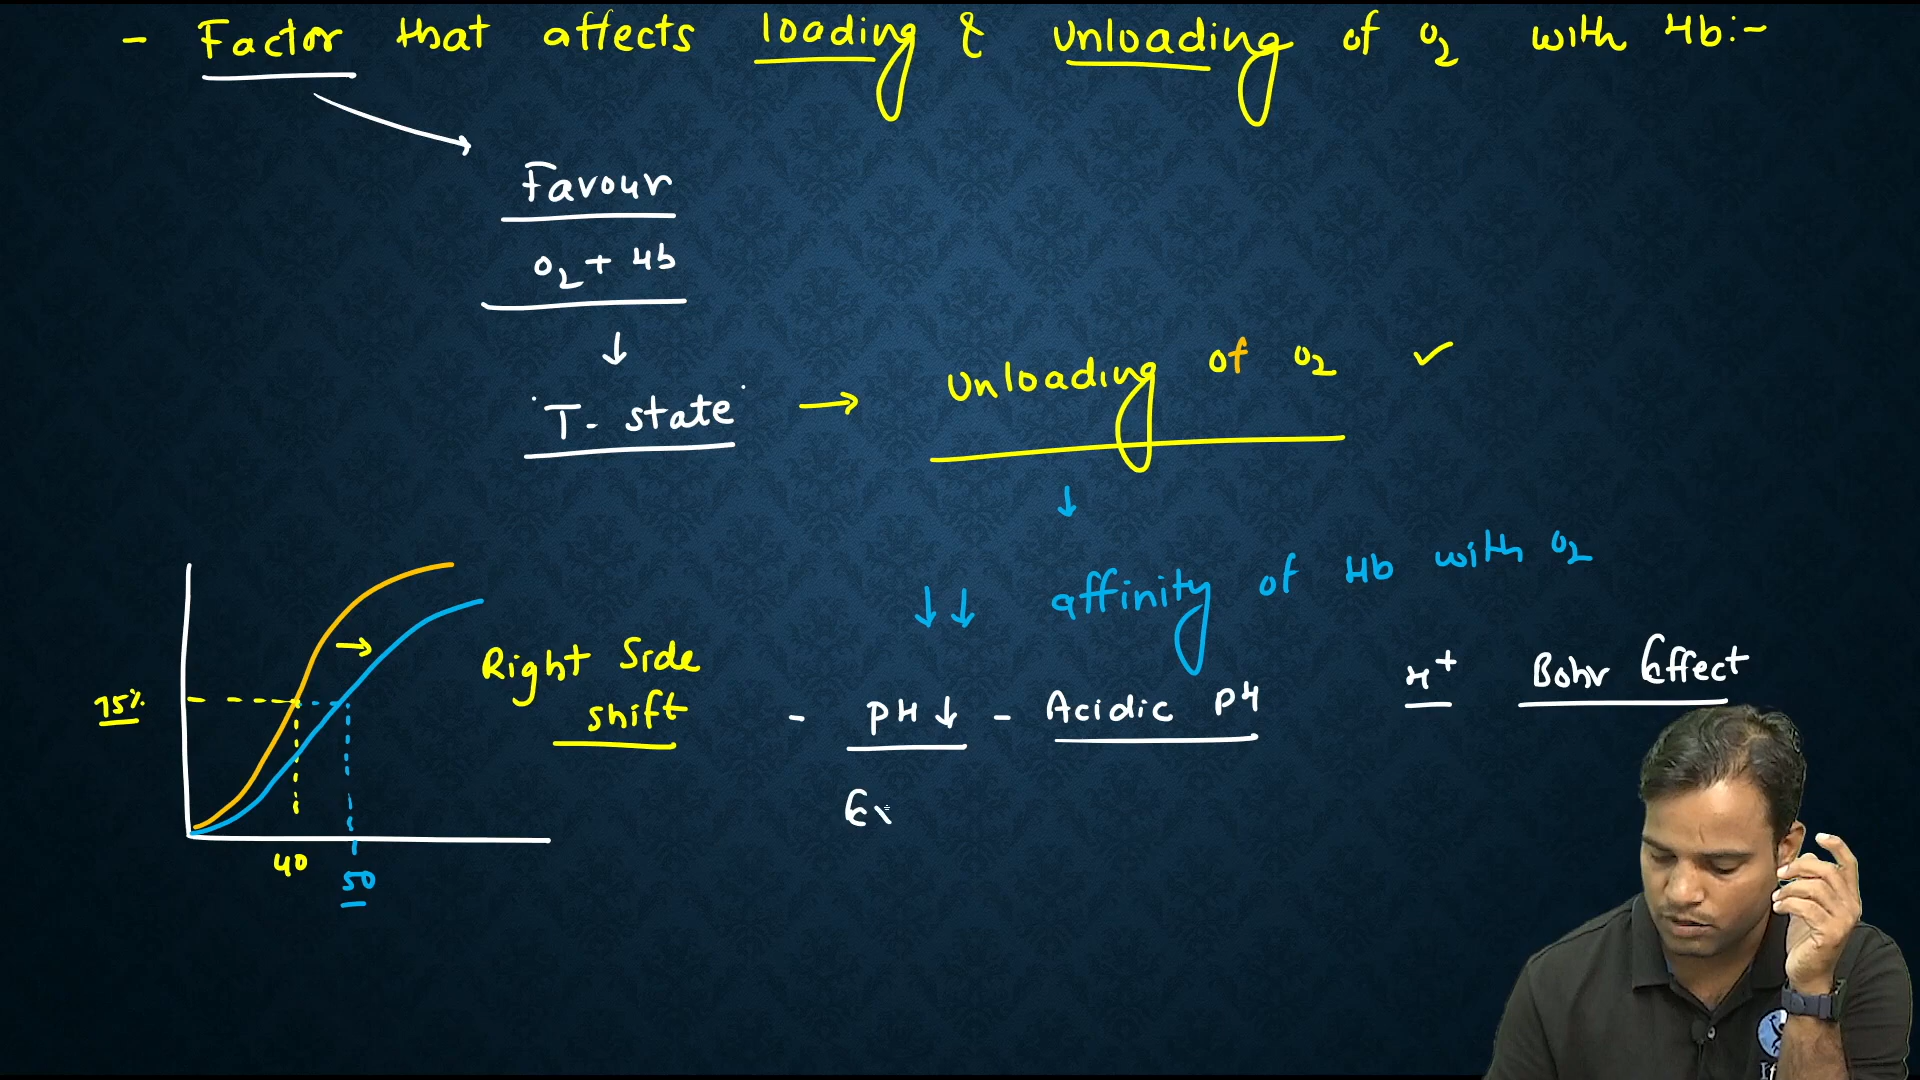 - Factor that affects loading & Unloading of O2 with Hb:-
Favour
O2 + Hb
↓
'T- state' → Unloading of O2 ✓
↓
↓↓ affinity of Hb with O2
Right Side
shift
75%
- PH↓ - Acidic PH
H+ Bohr Effect
Ex
40
50